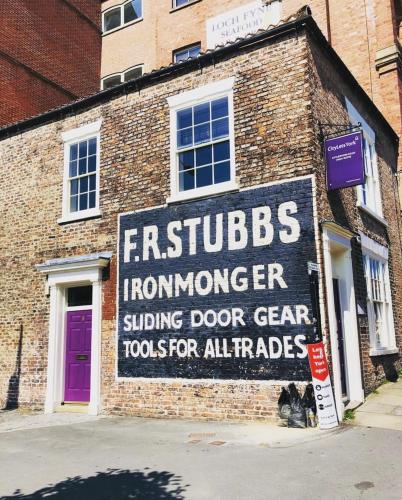 LOCH FYNE
SEAFOOD
CityLets York
F.R.STUBBS
IRONMONGER
SLIDING DOOR GEAR
TOOLS FOR ALL TRADES